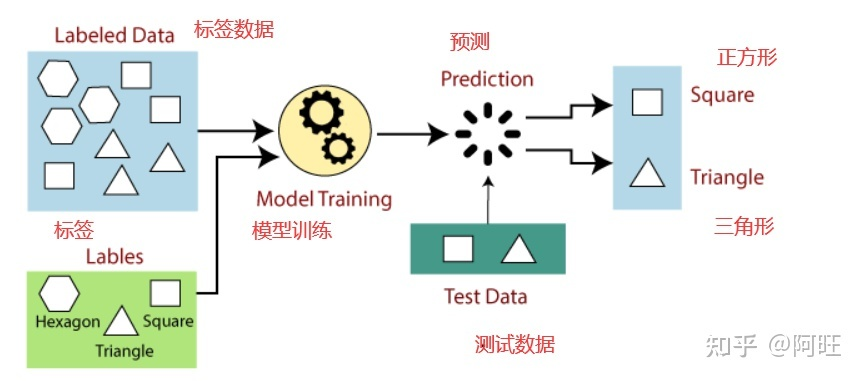 Labeled Data
标签数据
标签
Lables
Hexagon
Triangle
Square
Model Training
模型训练
预测
Prediction
Test Data
测试数据
正方形
Square
Triangle
三角形
知乎 @阿旺